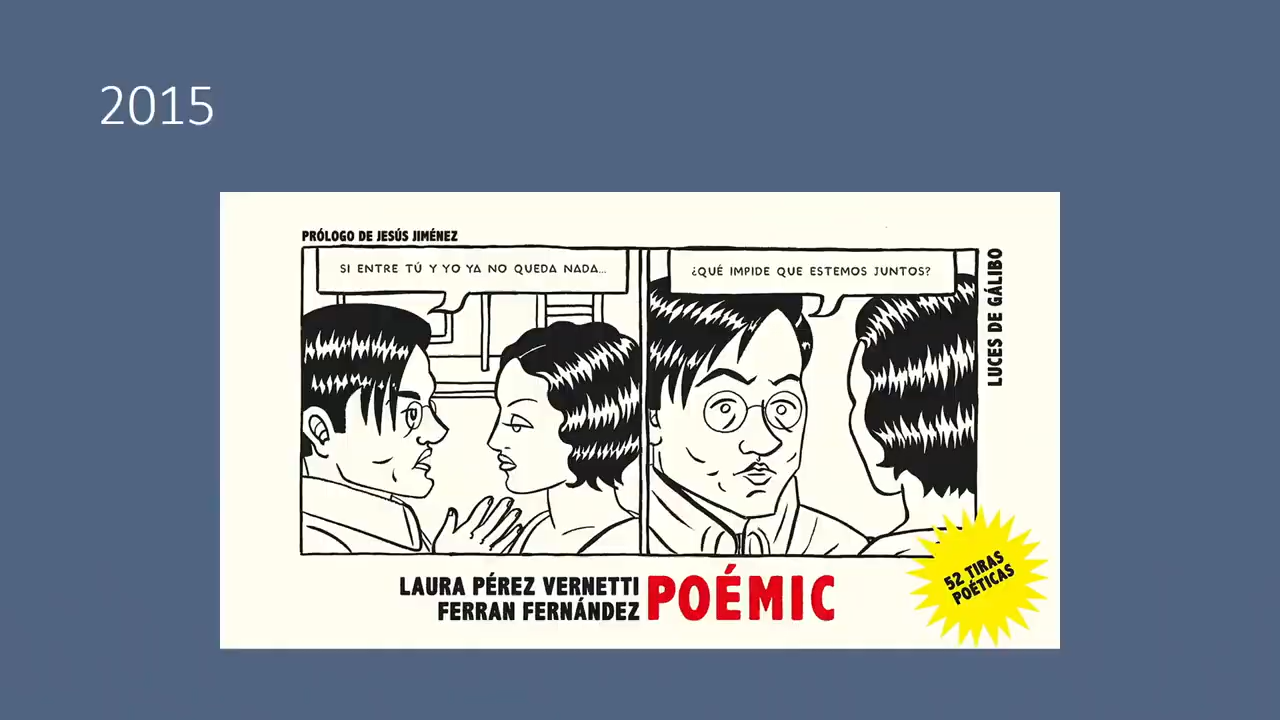 2015
PRÓLOGO DE JESÚS JIMÉNEZ
SI ENTRE TÚ Y YO YA NO QUEDA NADA...
¿QUÉ IMPIDE QUE ESTEMOS JUNTOS?
LUCES DE GÁLIBO
LAURA PÉREZ VERNETTI
FERRAN FERNÁNDEZ
POÉMIC
52 TIRAS
POÉTICAS